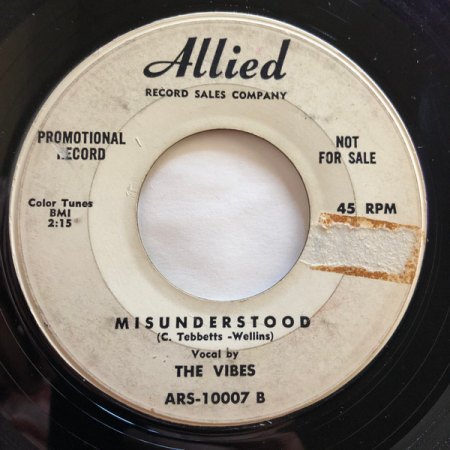 Allied
RECORD SALES COMPANY
PROMOTIONAL
RECORD
NOT
FOR SALE
Color Tunes
BMI
2:15
45 RPM
MISUNDERSTOOD
(C. Tebbetts -Wellins)
Vocal by
THE VIBES
ARS-10007 B